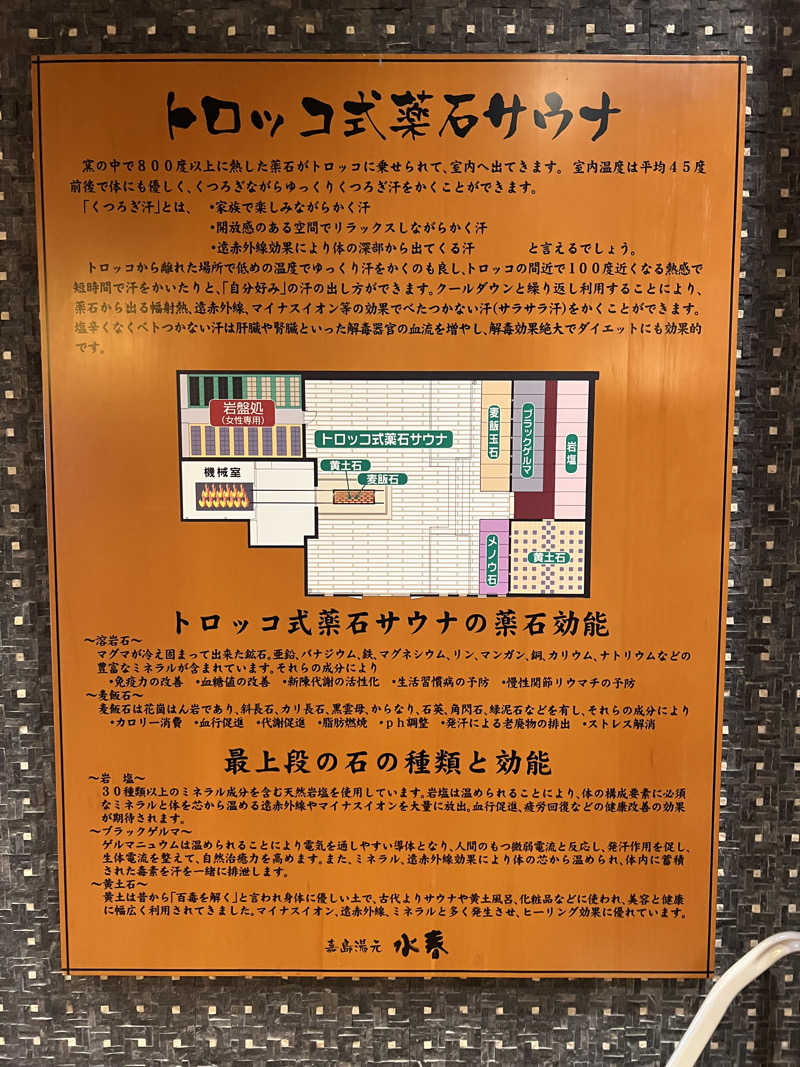 トロッコ式薬石サウナ
窯の中で８００度以上に熱した薬石がトロッコに乗せられて、室内へ出てきます。 室内温度は平均４５度
前後で体にも優しく、くつろぎながらゆっくりくつろぎ汗をかくことができます。
「くつろぎ汗」とは、 •家族で楽しみながらかく汗
•開放感のある空間でリラックスしながらかく汗
•遠赤外線効果により体の深部から出てくる汗 と言えるでしょう。
トロッコから離れた場所で低めの温度でゆっくり汗をかくのも良し、トロッコの間近で１００度近くなる熱感で
短時間で汗をかいたりと、「自分好み」の汗の出し方ができます。クールダウンと繰り返し利用することにより、
薬石から出る輻射熱、遠赤外線、マイナスイオン等の効果でべたつかない汗(サラサラ汗)をかくことができます。
塩辛くなくベトつかない汗は肝臓や腎臓といった解毒器官の血流を増やし、解毒効果絶大でダイエットにも効果的
です。
岩盤処
(女性専用)
トロッコ式薬石サウナ
麦飯玉石
ブラックゲルマ
岩塩
機械室
黄土石
麦飯石
メノウ石
黄土石
トロッコ式薬石サウナの薬石効能
〜溶岩石〜
マグマが冷え固まって出来た鉱石。亜鉛、バナジウム、鉄、マグネシウム、リン、マンガン、銅、カリウム、ナトリウムなどの
豊富なミネラルが含まれています。それらの成分により
•免疫力の改善 •血糖値の改善 •新陳代謝の活性化 •生活習慣病の予防 •慢性関節リウマチの予防
〜麦飯石〜
麦飯石は花崗はん岩であり、斜長石、カリ長石、黒雲母、からなり、石英、角閃石、緑泥石などを有し、それらの成分により
•カロリー消費 •血行促進 •代謝促進 •脂肪燃焼 •ｐｈ調整 •発汗による老廃物の排出 •ストレス解消
最上段の石の種類と効能
〜岩 塩〜
３０種類以上のミネラル成分を含む天然岩塩を使用しています。岩塩は温められることにより、体の構成要素に必須
なミネラルと体を芯から温める遠赤外線やマイナスイオンを大量に放出。血行促進、疲労回復などの健康改善の効果
が期待されます。
〜ブラックゲルマ〜
ゲルマニュウムは温められることにより電気を通しやすい導体となり、人間のもつ微弱電流と反応し、発汗作用を促し、
生体電流を整えて、自然治癒力を高めます。また、ミネラル、遠赤外線効果により体の芯から温められ、体内に蓄積
された毒素を汗を一緒に排泄します。
〜黄土石〜
黄土は昔から「百毒を解く」と言われ身体に優しい土で、古代よりサウナや黄土風呂、化粧品などに使われ、美容と健康
に幅広く利用されてきました。マイナスイオン、遠赤外線、ミネラルと多く発生させ、ヒーリング効果に優れています。
嘉島湯元 水春